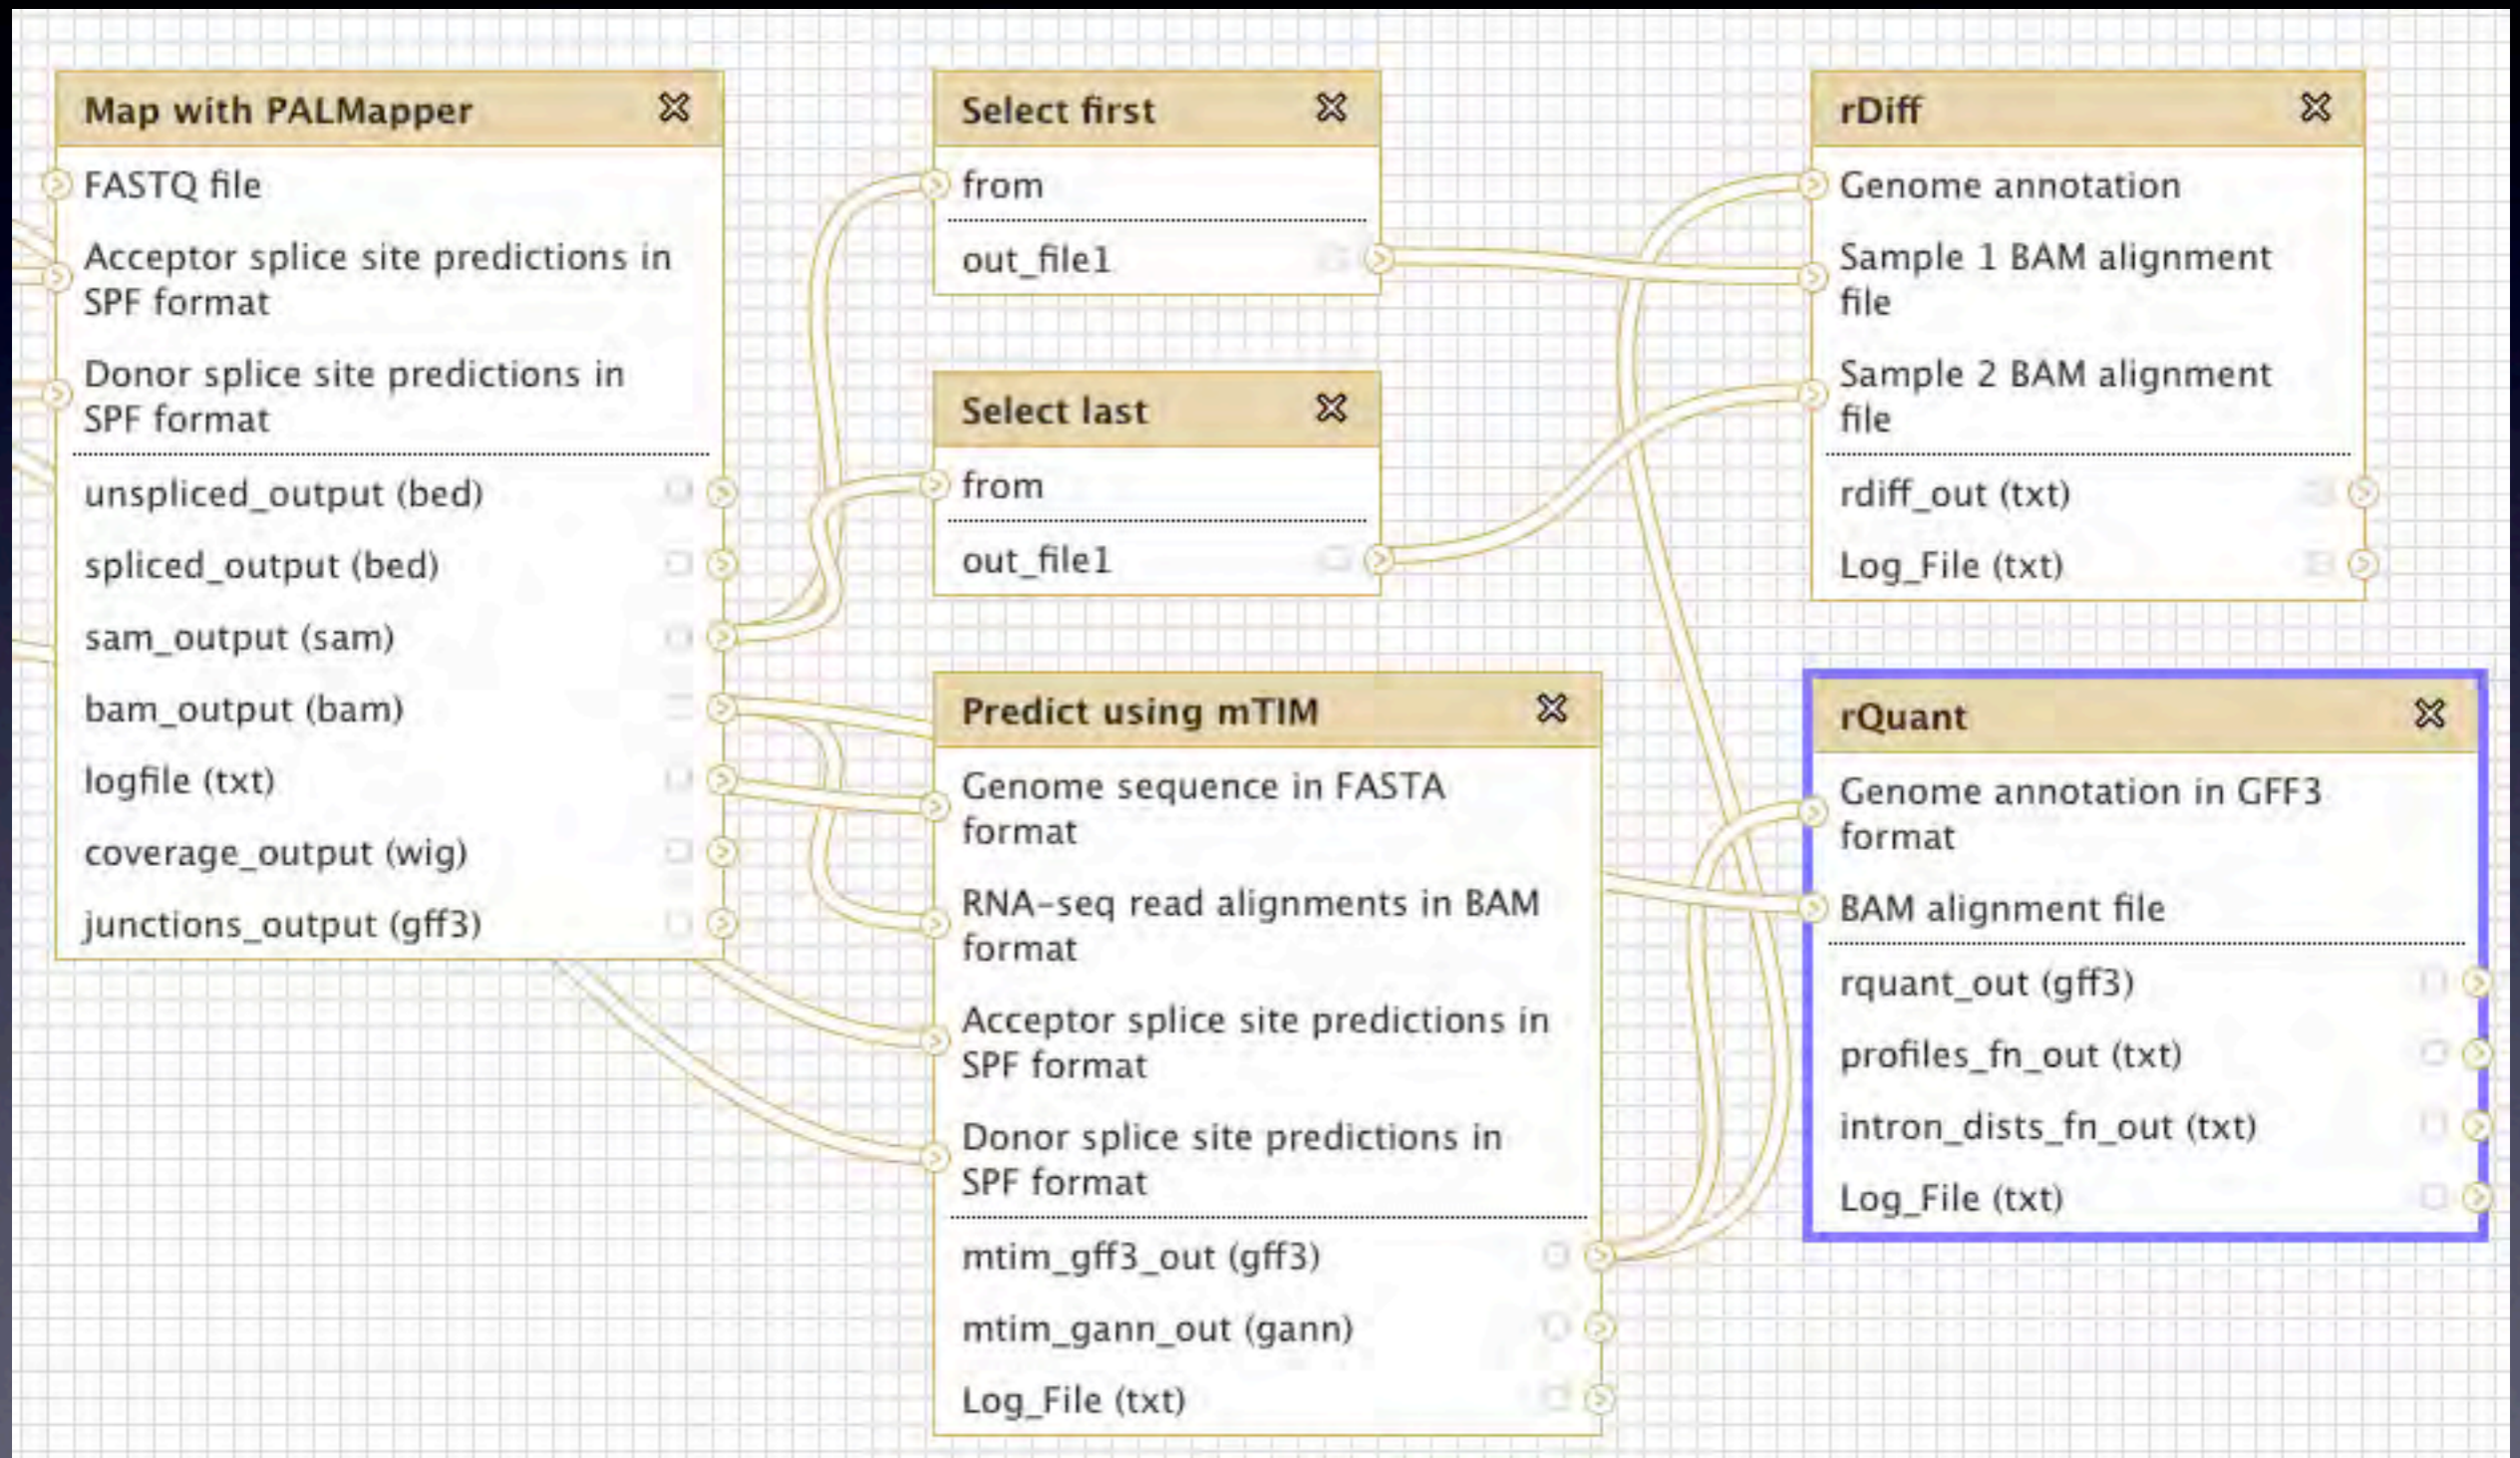 Map with PALMapper
FASTQ file
Acceptor splice site predictions in
SPF format
Donor splice site predictions in
SPF format
unspliced_output (bed)
spliced_output (bed)
sam_output (sam)
bam_output (bam)
logfile (txt)
coverage_output (wig)
junctions_output (gff3)
Select first
from
out_file1
Select last
from
out_file1
Predict using mTIM
Genome sequence in FASTA
format
RNA-seq read alignments in BAM
format
Acceptor splice site predictions in
SPF format
Donor splice site predictions in
SPF format
mtim_gff3_out (gff3)
mtim_gann_out (gann)
Log_File (txt)
rDiff
Genome annotation
Sample 1 BAM alignment
file
Sample 2 BAM alignment
file
rdiff_out (txt)
Log_File (txt)
rQuant
Genome annotation in GFF3
format
BAM alignment file
rquant_out (gff3)
profiles_fn_out (txt)
intron_dists_fn_out (txt)
Log_File (txt)